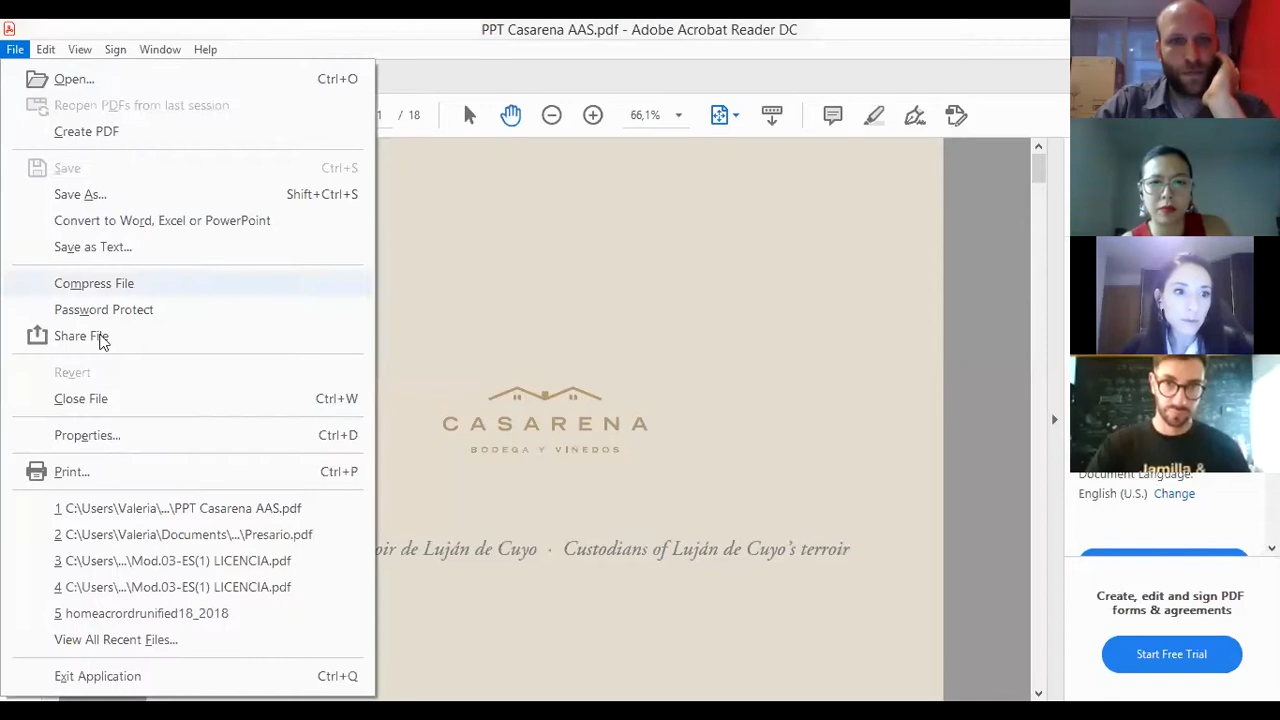 PPT Casarena AAS.pdf - Adobe Acrobat Reader DC
File Edit View Sign Window Help
Open... Ctrl+O
Reopen PDFs from last session
Create PDF
Save Ctrl+S
Save As... Shift+Ctrl+S
Convert to Word, Excel or PowerPoint
Save as Text...
Compress File
Password Protect
Share File
Revert
Close File Ctrl+W
Properties... Ctrl+D
Print... Ctrl+P
1 C:\Users\Valeria\...\PPT Casarena AAS.pdf
2 C:\Users\Valeria\Documents\...\Presario.pdf
3 C:\Users\...\Mod.03-ES(1) LICENCIA.pdf
4 C:\Users\...\Mod.03-ES(1) LICENCIA.pdf
5 homeacrordrunified18_2018
View All Recent Files...
Exit Application Ctrl+Q
1 / 18 66,1%
CASARENA
BODEGA Y VIÑEDOS
de Luján de Cuyo · Custodians of Luján de Cuyo's terroir
Jamilla &
Document Language:
English (U.S.) Change
Create, edit and sign PDF
forms & agreements
Start Free Trial